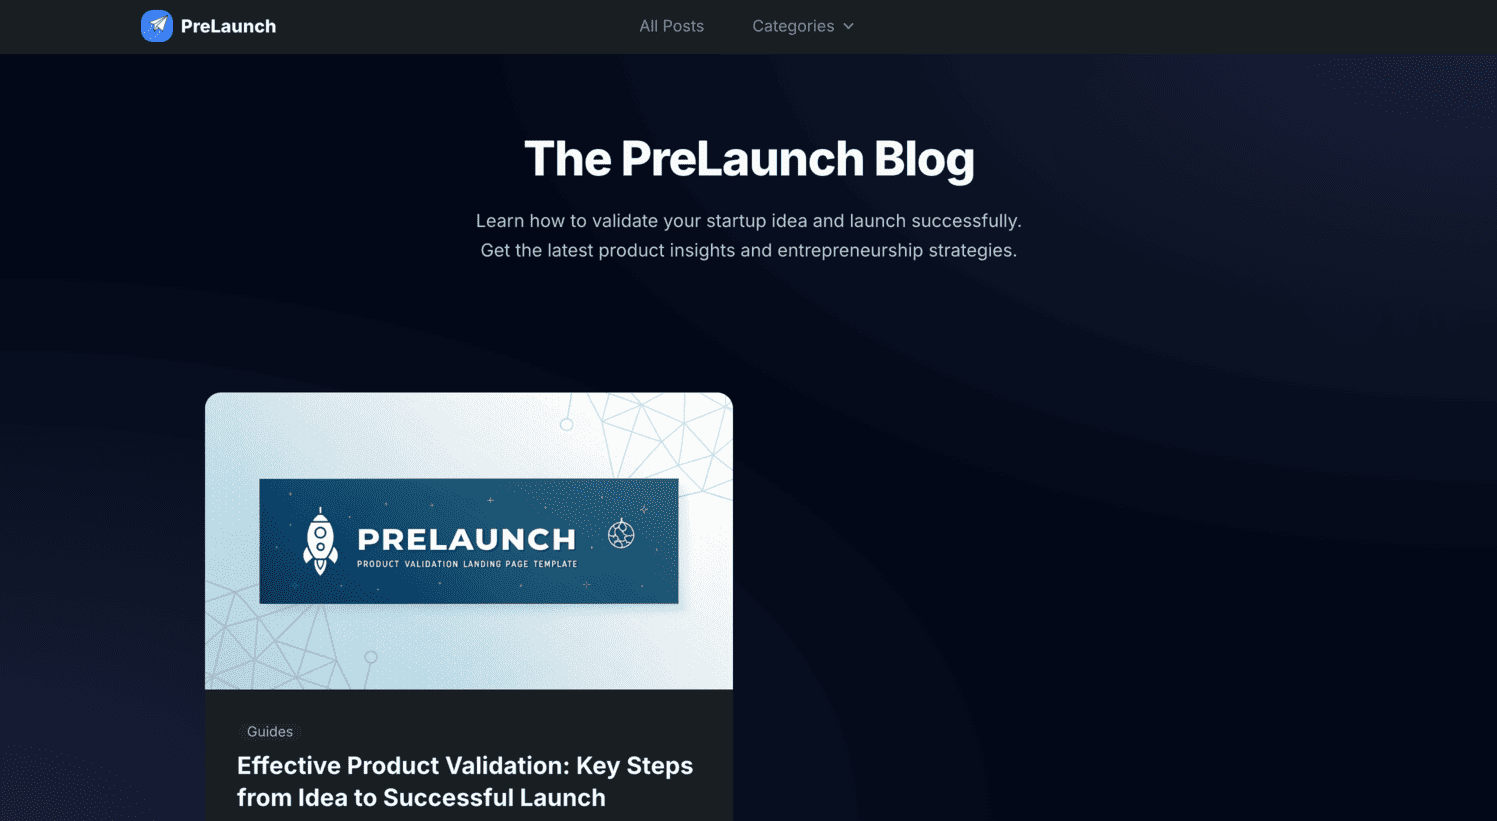 PreLaunch
All Posts
Categories
The PreLaunch Blog
Learn how to validate your startup idea and launch successfully.
Get the latest product insights and entrepreneurship strategies.
PRELAUNCH
PRODUCT VALIDATION LANDING PAGE TEMPLATE
Guides
Effective Product Validation: Key Steps
from Idea to Successful Launch